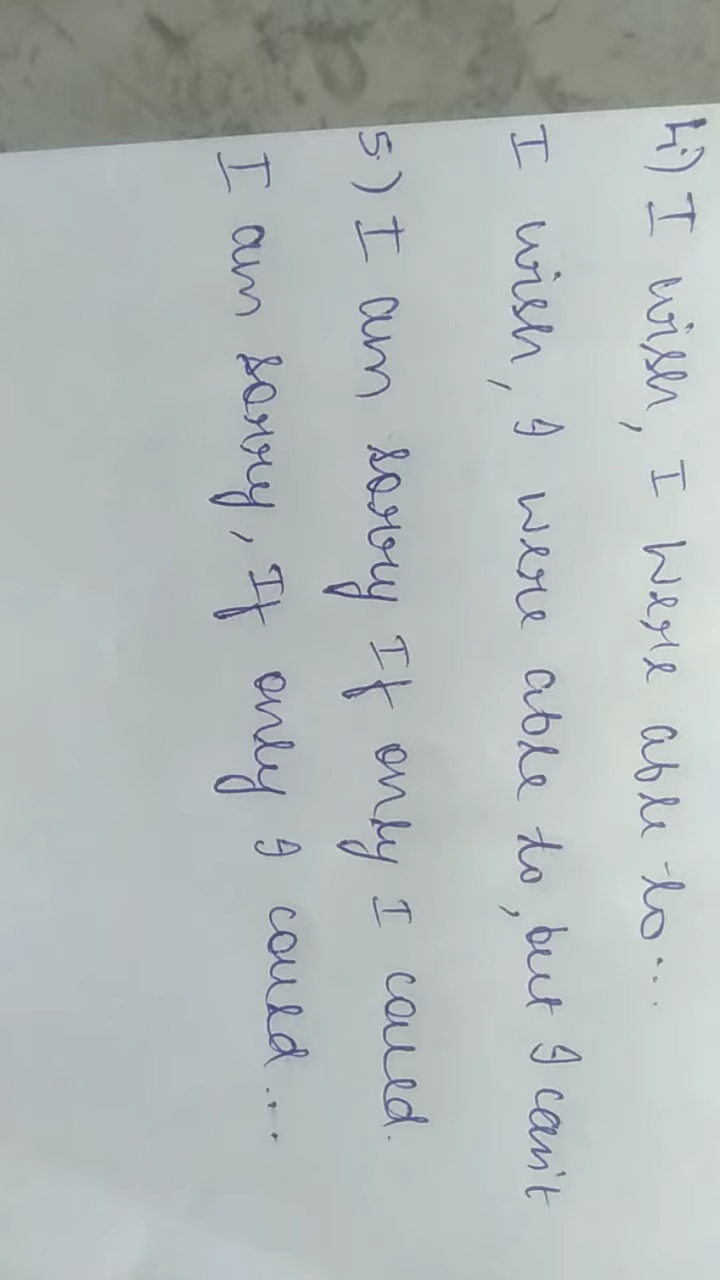 4.) I wish, I were able to...
I wish, I were able to, but I can't
5.) I am sorry If only I could.
I am sorry, If only I could...